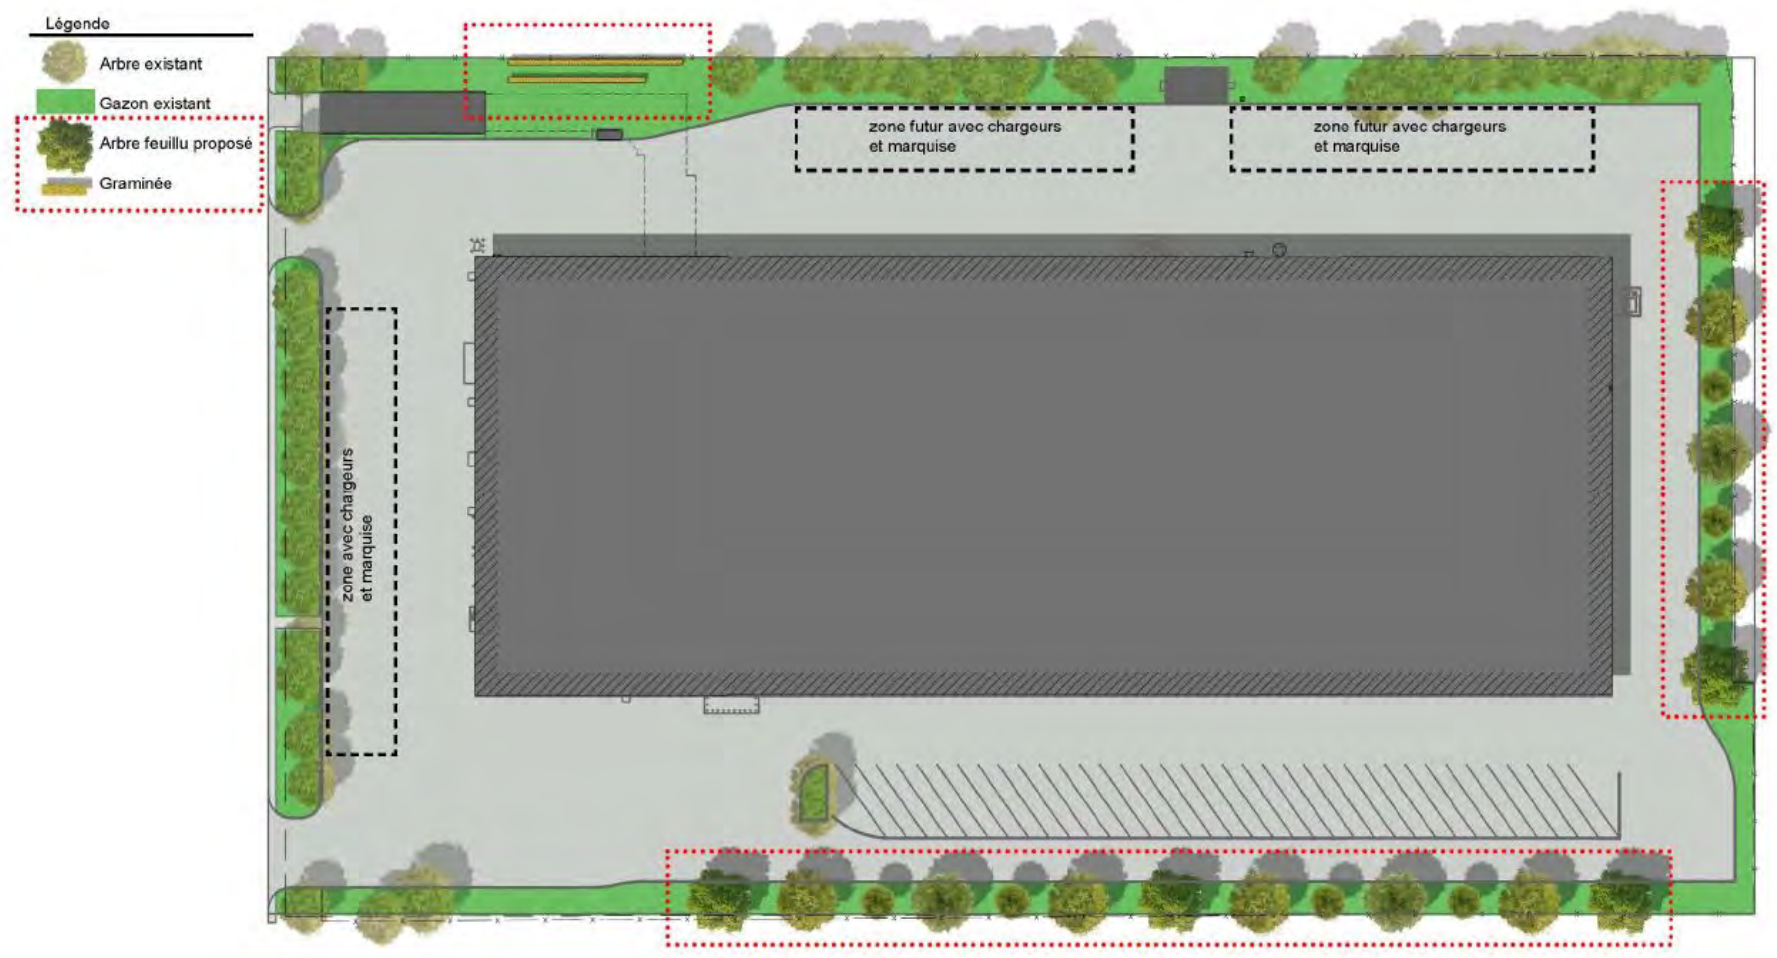 Légende
Arbre existant
Gazon existant
Arbre feuillu proposé
Graminée
zone futur avec chargeurs
et marquise
zone futur avec chargeurs
et marquise
zone avec chargeurs
et marquise